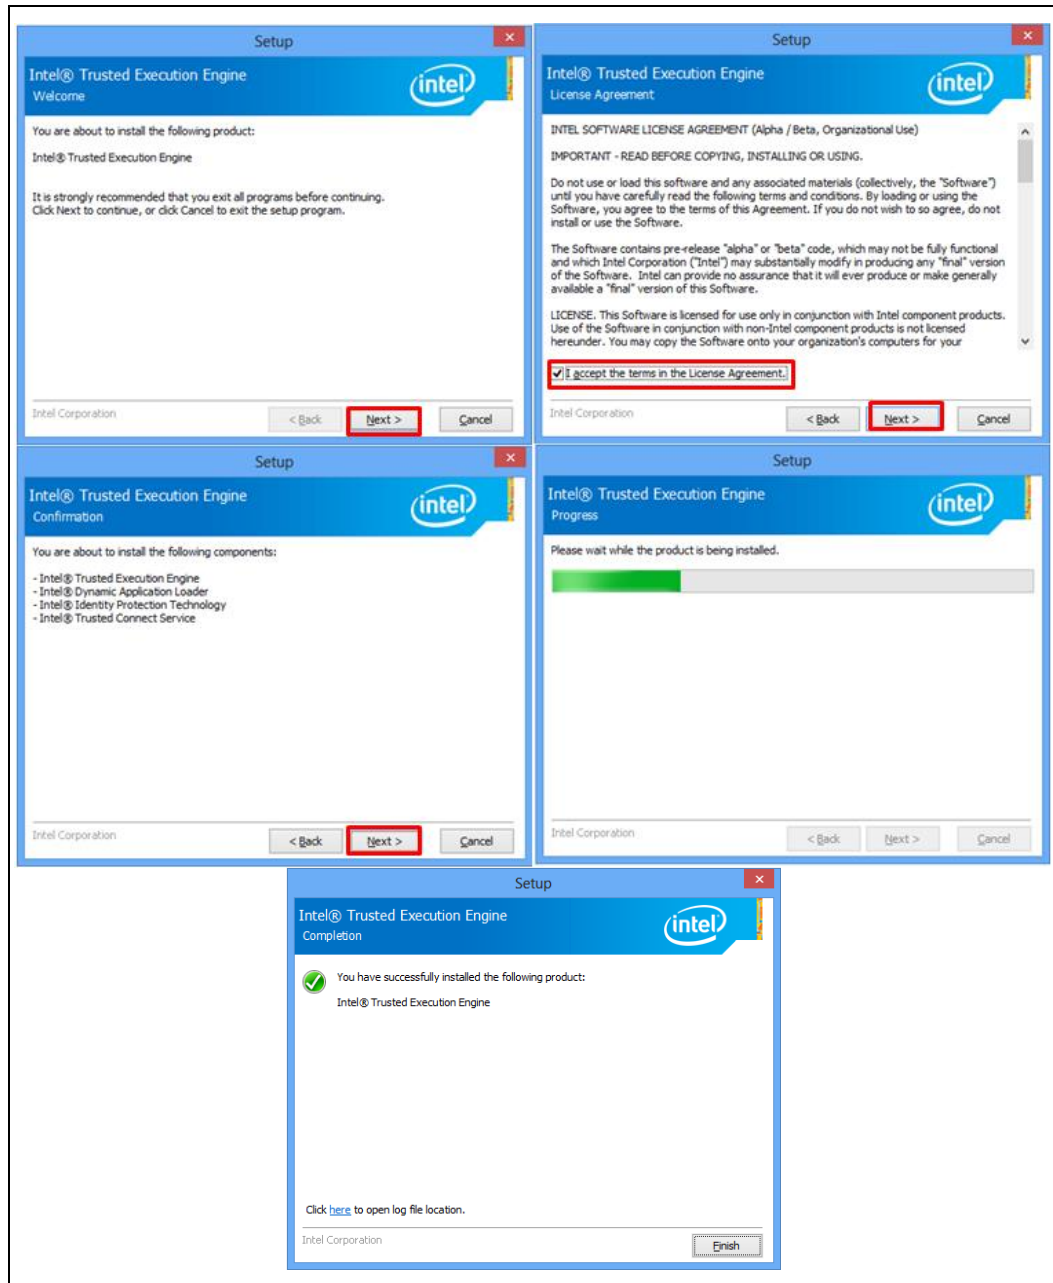 Setup
Intel® Trusted Execution Engine
Welcome
intel
You are about to install the following product:
Intel® Trusted Execution Engine
It is strongly recommended that you exit all programs before continuing.
Click Next to continue, or click Cancel to exit the setup program.
Intel Corporation
< Back
Next >
Cancel
Setup
Intel® Trusted Execution Engine
License Agreement
intel
INTEL SOFTWARE LICENSE AGREEMENT (Alpha / Beta, Organizational Use)
IMPORTANT - READ BEFORE COPYING, INSTALLING OR USING.
Do not use or load this software and any associated materials (collectively, the "Software")
until you have carefully read the following terms and conditions. By loading or using the
Software, you agree to the terms of this Agreement. If you do not wish to so agree, do not
install or use the Software.
The Software contains pre-release "alpha" or "beta" code, which may not be fully functional
and which Intel Corporation ("Intel") may substantially modify in producing any "final" version
of the Software. Intel can provide no assurance that it will ever produce or make generally
available a "final" version of this Software.
LICENSE. This Software is licensed for use only in conjunction with Intel component products.
Use of the Software in conjunction with non-Intel component products is not licensed
hereunder. You may copy the Software onto your organization's computers for your
I accept the terms in the License Agreement.
Intel Corporation
< Back
Next >
Cancel
Setup
Intel® Trusted Execution Engine
Confirmation
intel
You are about to install the following components:
- Intel® Trusted Execution Engine
- Intel® Dynamic Application Loader
- Intel® Identity Protection Technology
- Intel® Trusted Connect Service
Intel Corporation
< Back
Next >
Cancel
Setup
Intel® Trusted Execution Engine
Progress
intel
Please wait while the product is being installed.
Intel Corporation
< Back
Next >
Cancel
Setup
Intel® Trusted Execution Engine
Completion
intel
You have successfully installed the following product:
Intel® Trusted Execution Engine
Click here to open log file location.
Intel Corporation
Finish